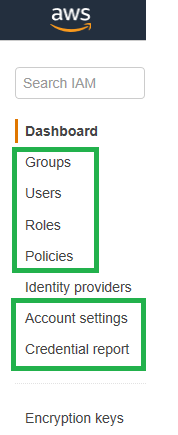 aws
Search IAM
Dashboard
Groups
Users
Roles
Policies
Identity providers
Account settings
Credential report
Encryption keys